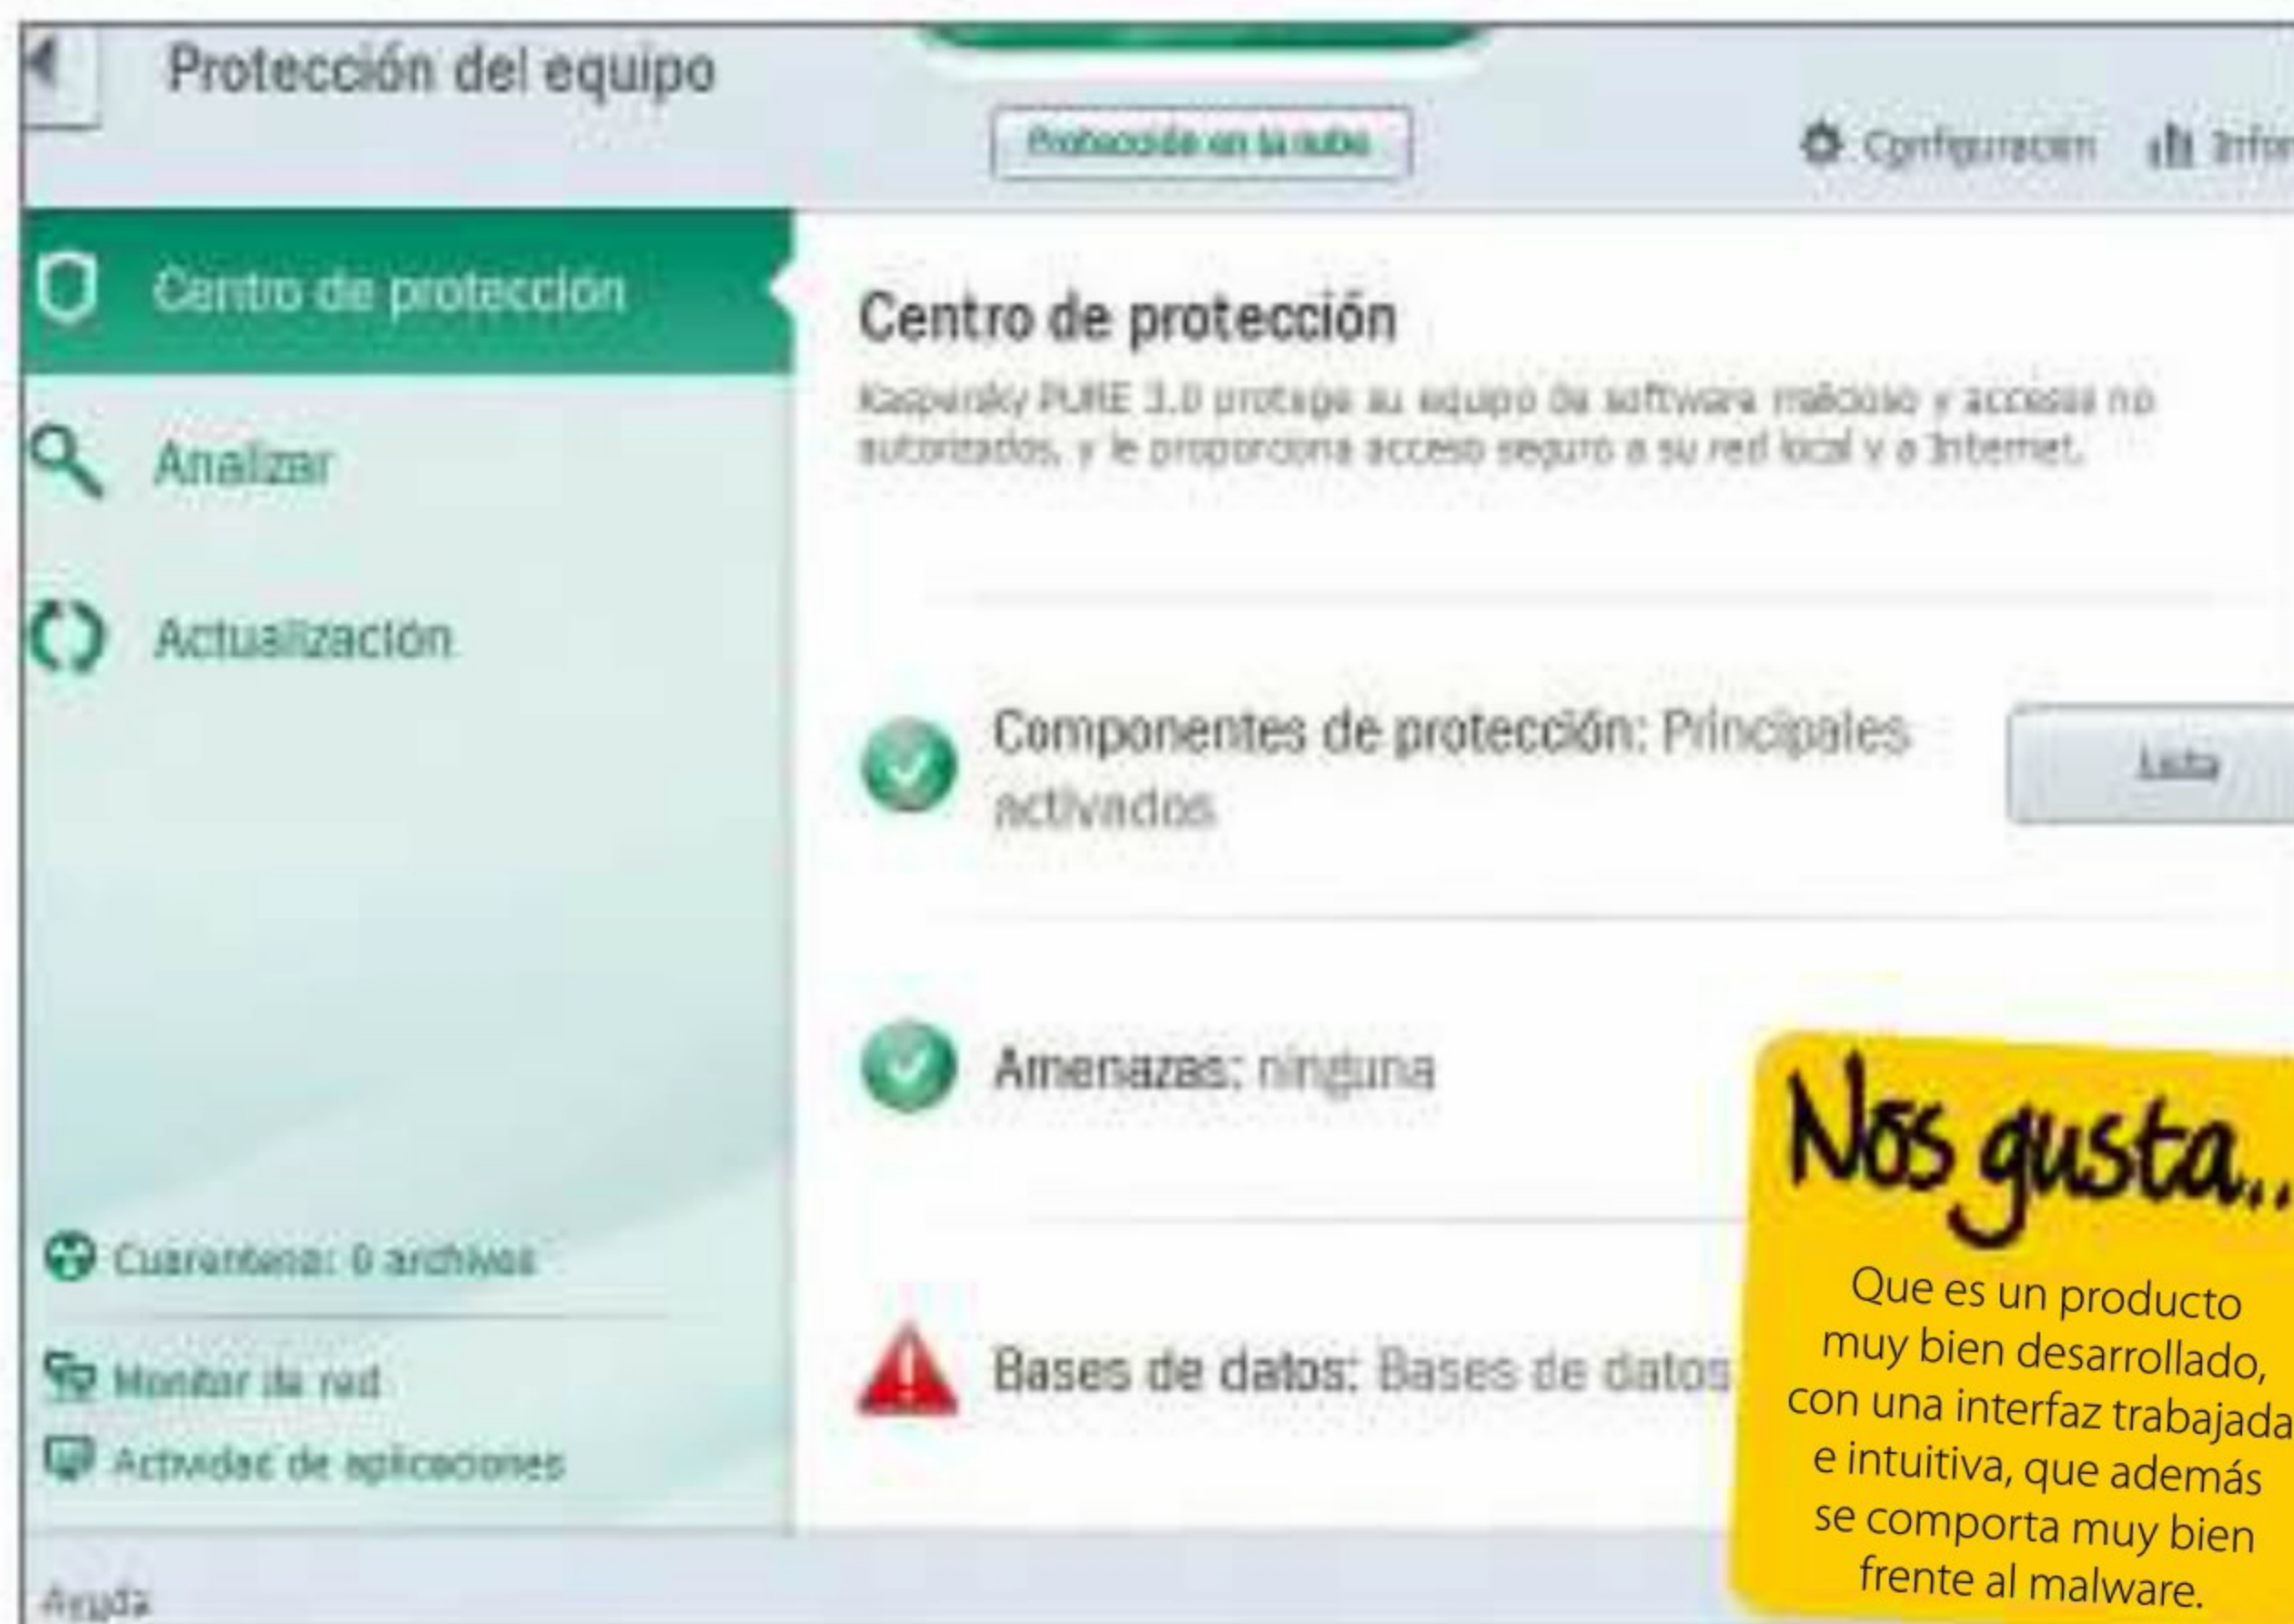 Protección del equipo
Protección en la nube
Configuración
Centro de protección
Analizar
Actualización
Cuarentena: 0 archivos
Monitor de red
Actividad de aplicaciones
Ayuda
Centro de protección
Kaspersky PURE 3.0 protege su equipo de software malicioso y accesos no
autorizados, y le proporciona acceso seguro a su red local y a Internet.
Componentes de protección: Principales
activados
Lista
Amenazas: ninguna
Bases de datos: Bases de datos
Nos gusta...
Que es un producto
muy bien desarrollado,
con una interfaz trabajada
e intuitiva, que además
se comporta muy bien
frente al malware.